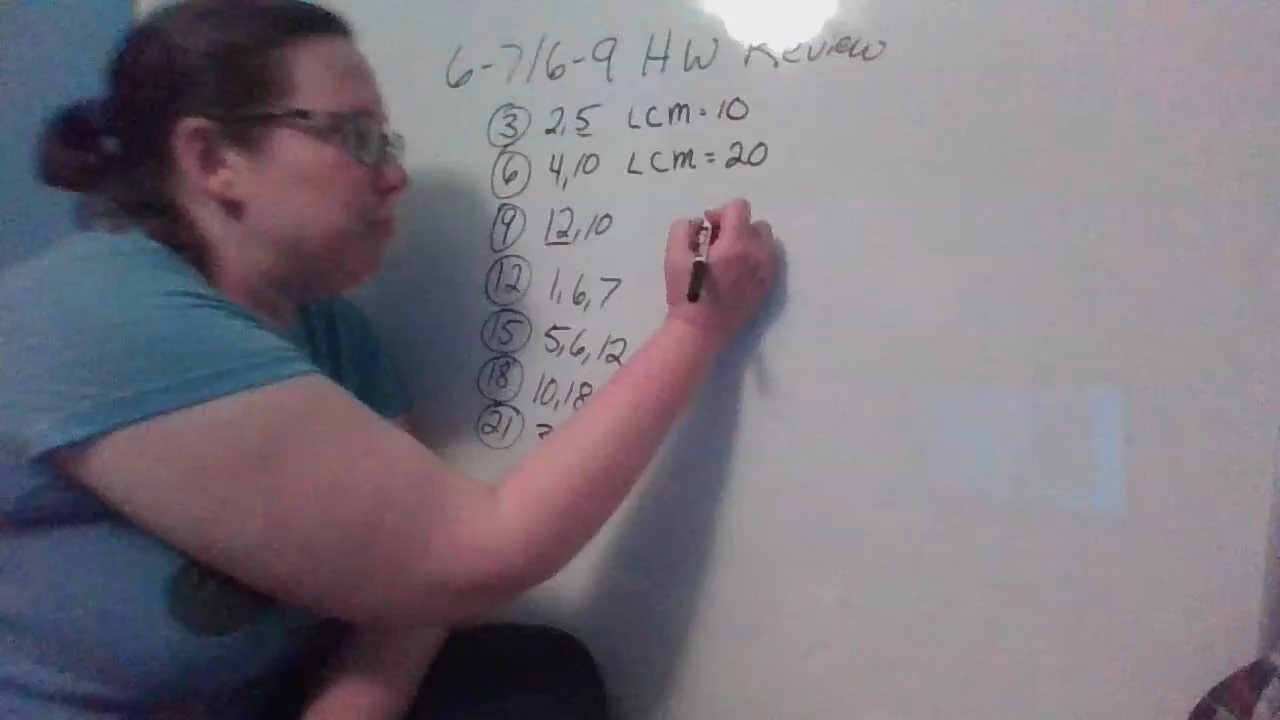 6-7/6-9 HW Review
3 2,5 LCM = 10
6 4,10 LCM = 20
9 12,10
12 1,6,7
15 5,6,12
18 10,18
21